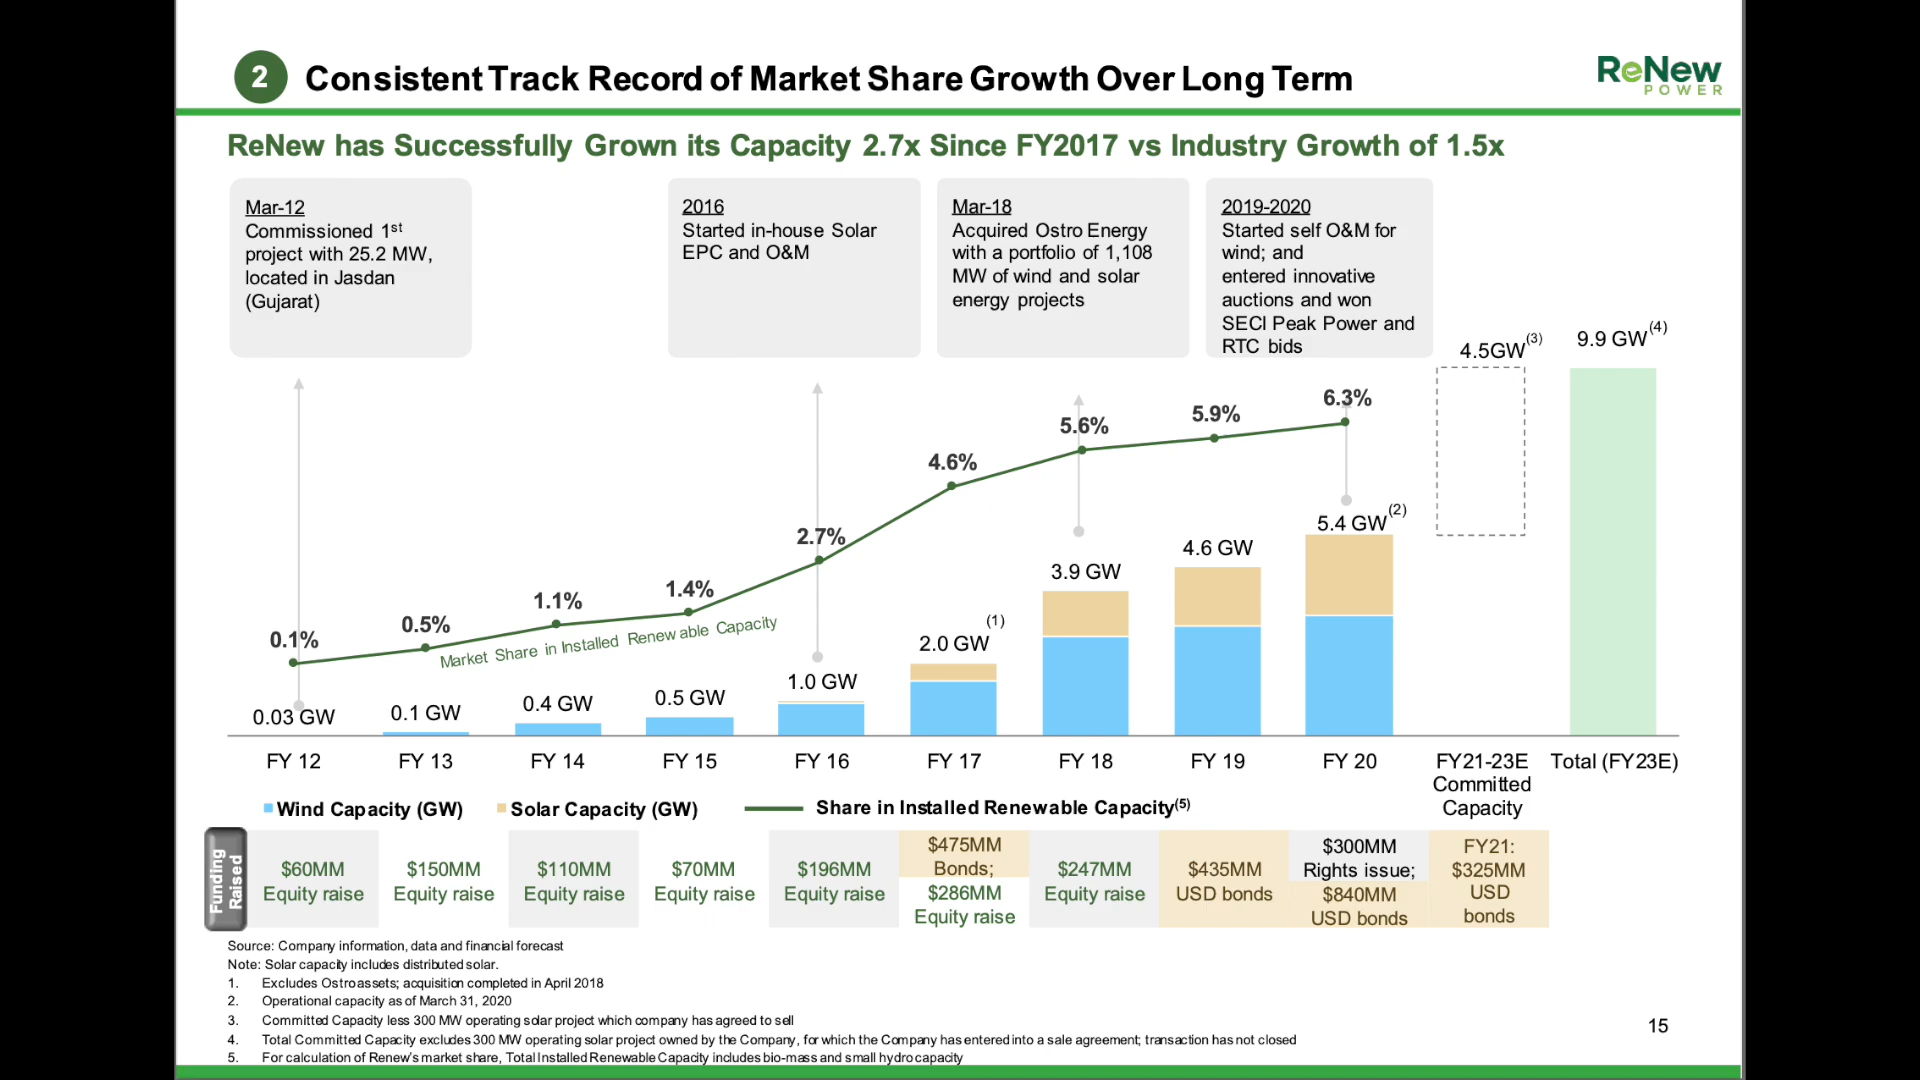 2 Consistent Track Record of Market Share Growth Over Long Term
ReNew
POWER
ReNew has Successfully Grown its Capacity 2.7x Since FY2017 vs Industry Growth of 1.5x
Mar-12
Commissioned 1st
project with 25.2 MW,
located in Jasdan
(Gujarat)
2016
Started in-house Solar
EPC and O&M
Mar-18
Acquired Ostro Energy
with a portfolio of 1,108
MW of wind and solar
energy projects
2019-2020
Started self O&M for
wind; and
entered innovative
auctions and won
SECI Peak Power and
RTC bids
4.5GW(3)
9.9 GW(4)
0.1%
0.5%
1.1%
1.4%
2.7%
4.6%
5.6%
5.9%
6.3%
Market Share in Installed Renewable Capacity
0.03 GW
0.1 GW
0.4 GW
0.5 GW
1.0 GW
2.0 GW(1)
3.9 GW
4.6 GW
5.4 GW(2)
FY 12
FY 13
FY 14
FY 15
FY 16
FY 17
FY 18
FY 19
FY 20
FY21-23E
Committed
Capacity
Total (FY23E)
Wind Capacity (GW)
Solar Capacity (GW)
Share in Installed Renewable Capacity(5)
Funding
Raised
$60MM
Equity raise
$150MM
Equity raise
$110MM
Equity raise
$70MM
Equity raise
$196MM
Equity raise
$475MM
Bonds;
$286MM
Equity raise
$247MM
Equity raise
$435MM
USD bonds
$300MM
Rights issue;
$840MM
USD bonds
FY21:
$325MM
USD
bonds
Source: Company information, data and financial forecast
Note: Solar capacity includes distributed solar.
1. Excludes Ostro assets; acquisition completed in April 2018
2. Operational capacity as of March 31, 2020
3. Committed Capacity less 300 MW operating solar project which company has agreed to sell
4. Total Committed Capacity excludes 300 MW operating solar project owned by the Company, for which the Company has entered into a sale agreement; transaction has not closed
5. For calculation of Renew's market share, Total Installed Renewable Capacity includes bio-mass and small hydro capacity
15